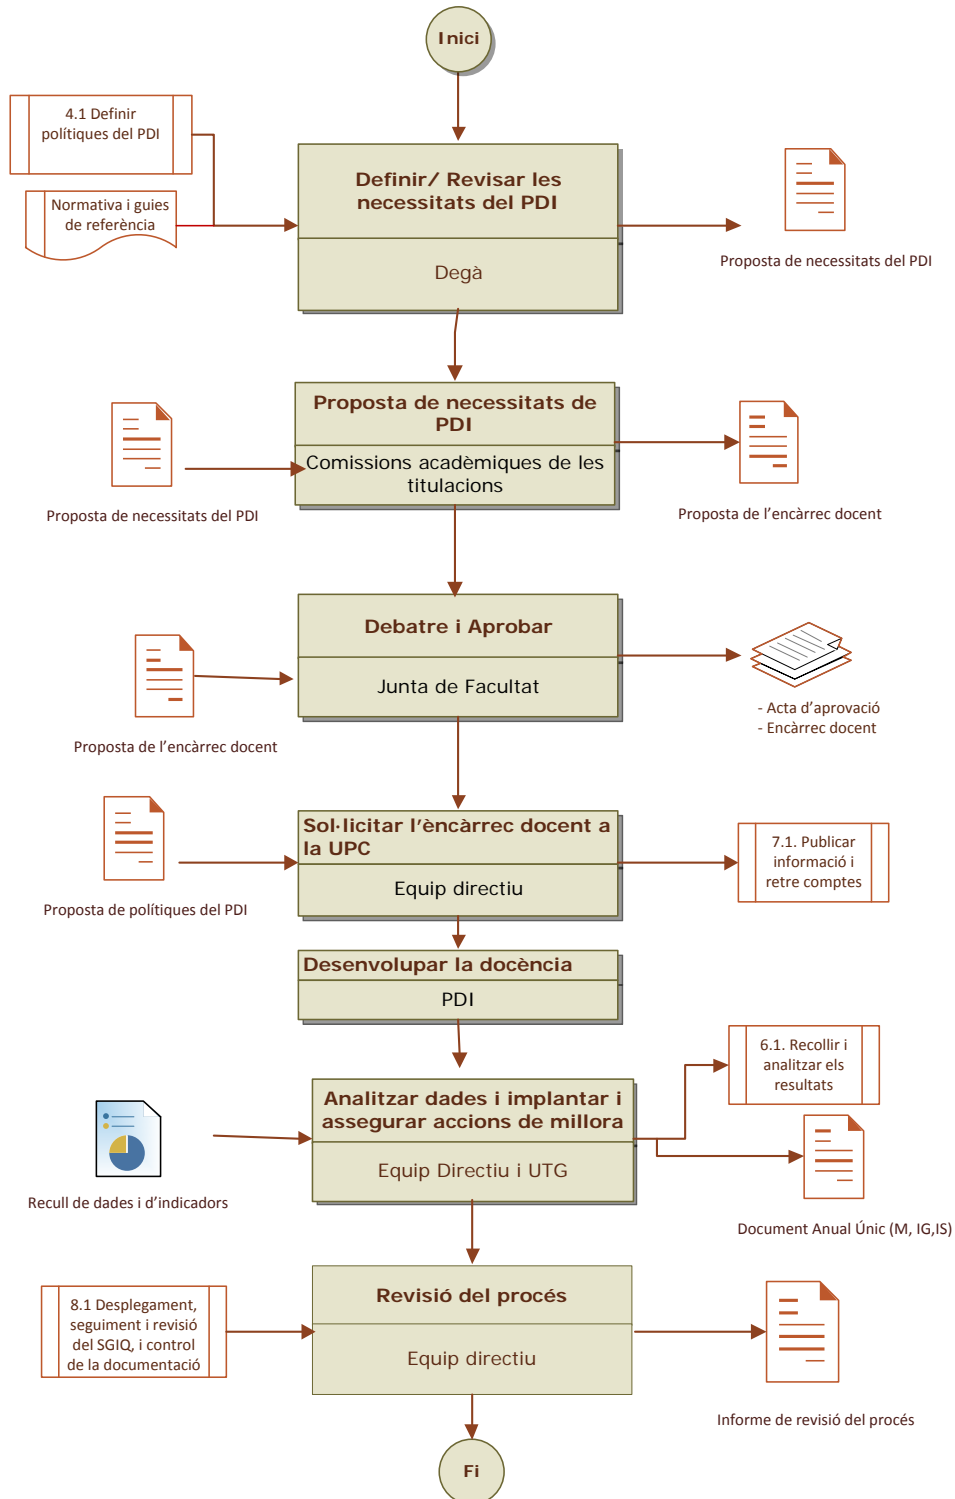 Inici
4.1 Definir
polítiques del PDI
Normativa i guies
de referència
Definir/ Revisar les
necessitats del PDI
Degà
Proposta de necessitats del PDI
Proposta de necessitats de
PDI
Comissions acadèmiques de les
titulacions
Proposta de necessitats del PDI
Proposta de l’encàrrec docent
Debatre i Aprobar
Junta de Facultat
Proposta de l’encàrrec docent
- Acta d’aprovació
- Encàrrec docent
Sol·licitar l’èncàrrec docent a
la UPC
Equip directiu
Proposta de polítiques del PDI
7.1. Publicar
informació i
retre comptes
Desenvolupar la docència
PDI
6.1. Recollir i
analitzar els
resultats
Analitzar dades i implantar i
assegurar accions de millora
Equip Directiu i UTG
Recull de dades i d’indicadors
Document Anual Únic (M, IG,IS)
8.1 Desplegament,
seguiment i revisió
del SGIQ, i control
de la documentació
Revisió del procés
Equip directiu
Informe de revisió del procés
Fi